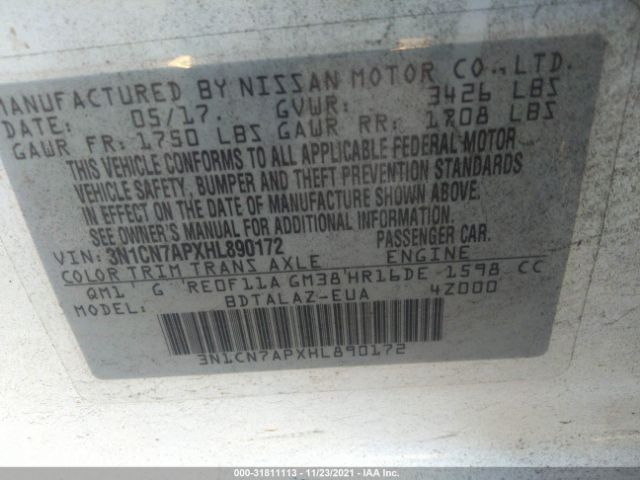 MANUFACTURED BY NISSAN MOTOR CO., LTD.
DATE: 05/17. GVWR: 3426 LBS
GAWR FR: 1750 LBS GAWR RR: 1708 LBS
THIS VEHICLE CONFORMS TO ALL APPLICABLE FEDERAL MOTOR
VEHICLE SAFETY, BUMPER AND THEFT PREVENTION STANDARDS
IN EFFECT ON THE DATE OF MANUFACTURE SHOWN ABOVE.
SEE OWNER'S MANUAL FOR ADDITIONAL INFORMATION.
VIN: 3N1CN7APXHL890172 PASSENGER CAR.
COLOR TRIM TRANS AXLE ENGINE
QM1 G RE0F11A GM38 HR16DE 1598 CC
MODEL: BDTALAZ-EUA 4Z000
3N1CN7APXHL890172
000-31811113 - 11/23/2021 - IAA Inc.